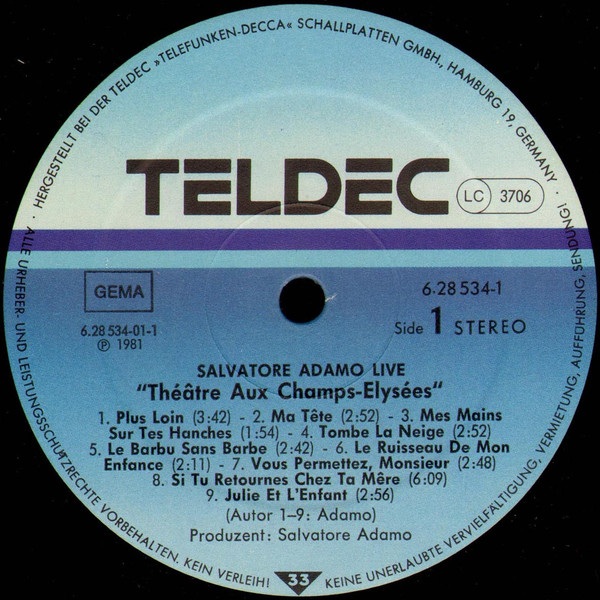 HERGESTELLT BEI DER TELDEC »TELEFUNKEN-DECCA« SCHALLPLATTEN GMBH., HAMBURG 19, GERMANY ·
TELDEC
LC 3706
GEMA
6.28 534-1
6.28 534-01-1
Side 1 STEREO
℗ 1981
SALVATORE ADAMO LIVE
"Théâtre Aux Champs-Elysées"
1. Plus Loin (3:42) - 2. Ma Tête (2:52) - 3. Mes Mains
Sur Tes Hanches (1:54) - 4. Tombe La Neige (2:52)
5. Le Barbu Sans Barbe (2:42) - 6. Le Ruisseau De Mon
Enfance (2:11) - 7. Vous Permettez, Monsieur (2:48)
8. Si Tu Retournes Chez Ta Mêre (6:09)
9. Julie Et L'Enfant (2:56)
(Autor 1–9: Adamo)
Produzent: Salvatore Adamo
· ALLE URHEBER- UND LEISTUNGSSCHUTZRECHTE VORBEHALTEN. KEIN VERLEIH! 33 KEINE UNERLAUBTE VERVIELFÄLTIGUNG, VERMIETUNG, AUFFÜHRUNG, SENDUNG!